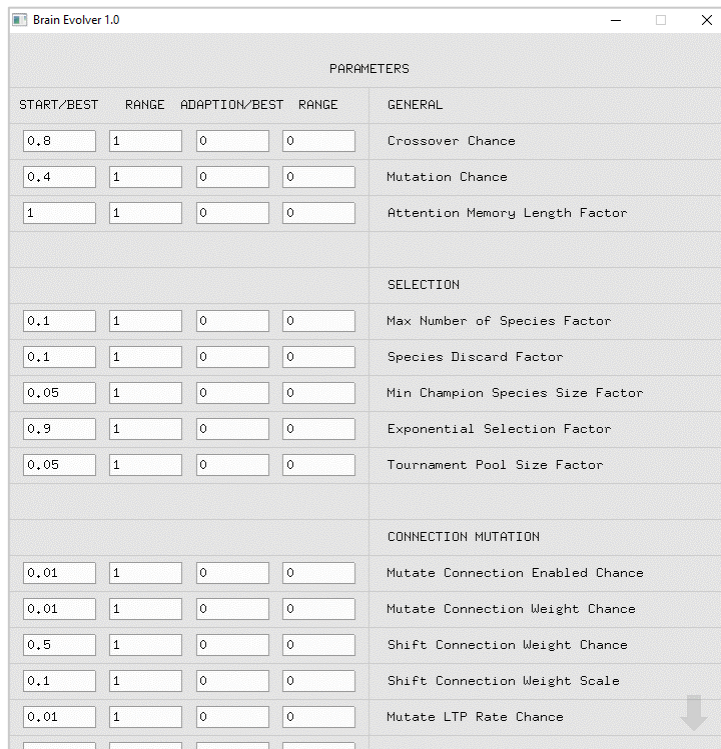 Brain Evolver 1.0
PARAMETERS
START/BEST RANGE ADAPTION/BEST RANGE GENERAL
0.8 1 0 0 Crossover Chance
0.4 1 0 0 Mutation Chance
1 1 0 0 Attention Memory Length Factor
SELECTION
0.1 1 0 0 Max Number of Species Factor
0.1 1 0 0 Species Discard Factor
0.05 1 0 0 Min Champion Species Size Factor
0.9 1 0 0 Exponential Selection Factor
0.05 1 0 0 Tournament Pool Size Factor
CONNECTION MUTATION
0.01 1 0 0 Mutate Connection Enabled Chance
0.01 1 0 0 Mutate Connection Weight Chance
0.5 1 0 0 Shift Connection Weight Chance
0.1 1 0 0 Shift Connection Weight Scale
0.01 1 0 0 Mutate LTP Rate Chance